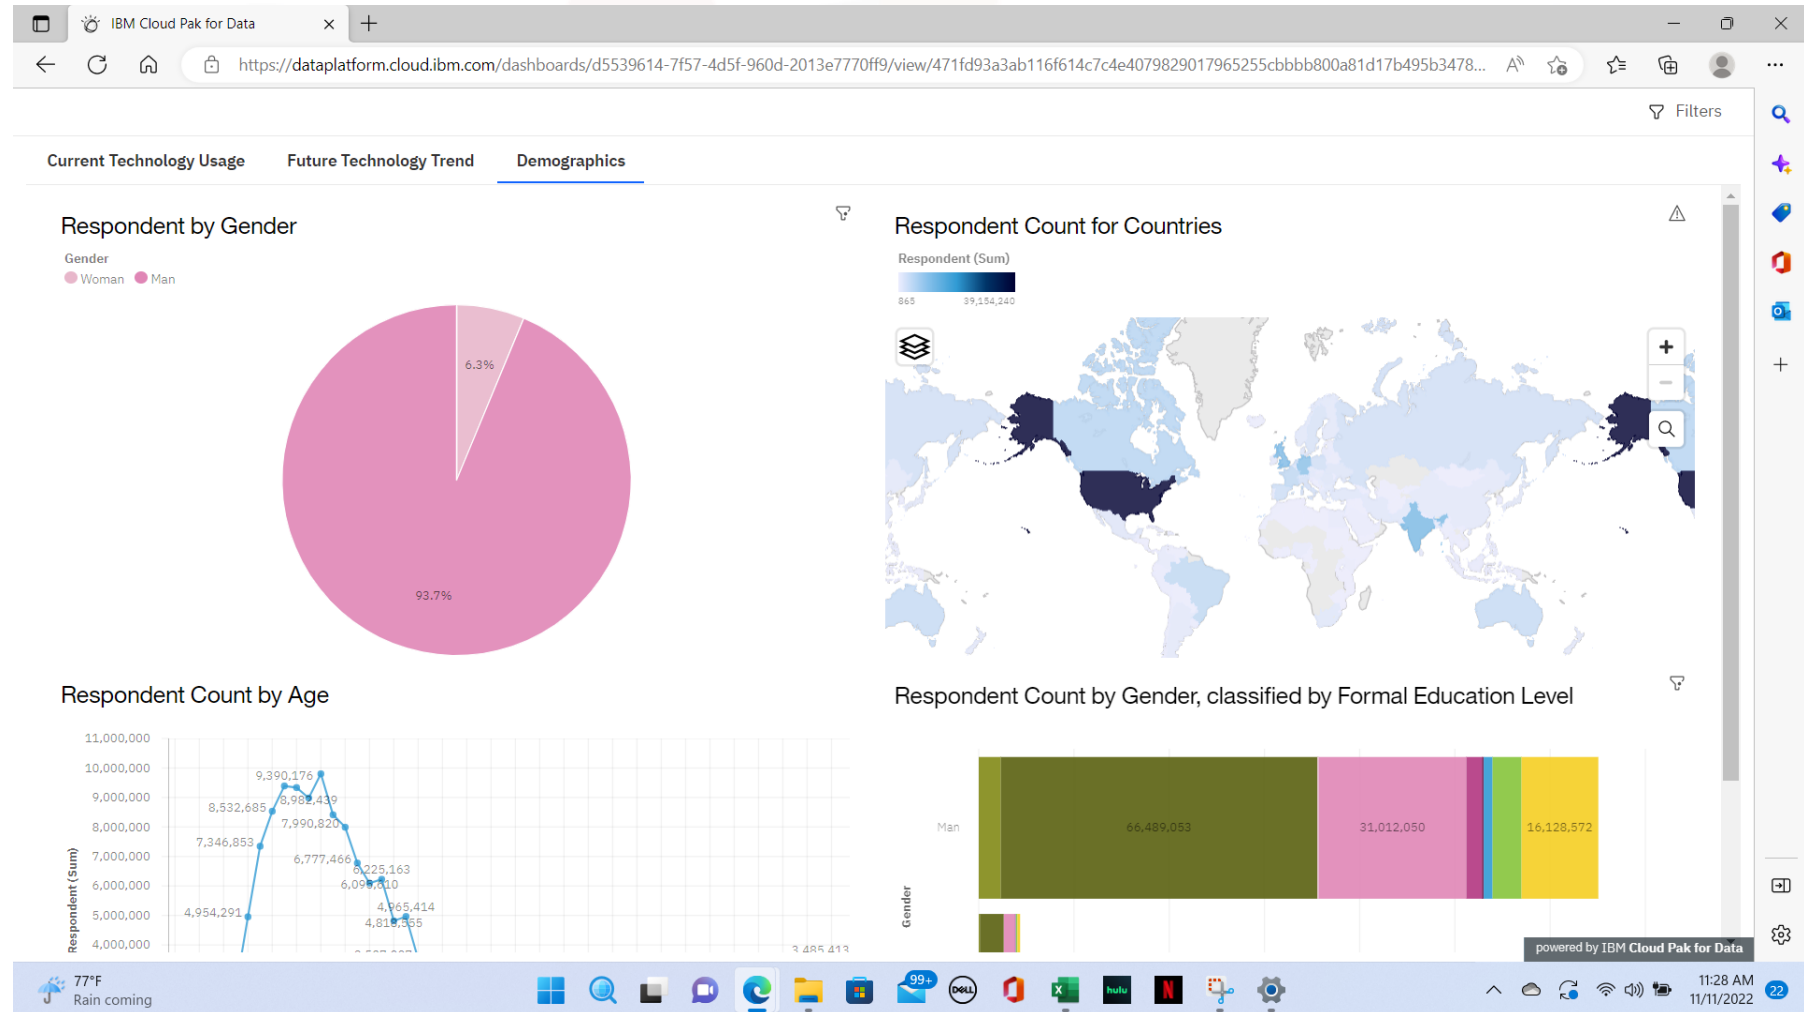 IBM Cloud Pak for Data
https://dataplatform.cloud.ibm.com/dashboards/d5539614-7f57-4d5f-960d-2013e7770ff9/view/471fd93a3ab116f614c7c4e4079829017965255cbbbb800a81d17b495b3478...
Filters
Current Technology Usage Future Technology Trend Demographics
Respondent by Gender
Gender
Woman Man
6.3%
93.7%
Respondent Count for Countries
Respondent (Sum)
865 39,154,240
Respondent Count by Age
Respondent (Sum)
11,000,000
10,000,000
9,000,000
8,000,000
7,000,000
6,000,000
5,000,000
4,000,000
9,390,176
8,982,439
8,532,685
7,990,820
7,346,853
6,777,466
6,225,163
4,965,414
4,954,291
3,485,413
Respondent Count by Gender, classified by Formal Education Level
Gender
Man
66,489,053 31,012,050 16,128,572
powered by IBM Cloud Pak for Data
77°F
Rain coming
99+
DELL
X
hulu
N
11:28 AM
11/11/2022
22